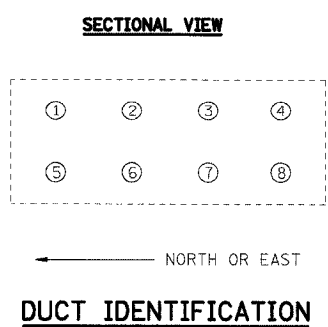 SECTIONAL VIEW
1 2 3 4
5 6 7 8
NORTH OR EAST
DUCT IDENTIFICATION